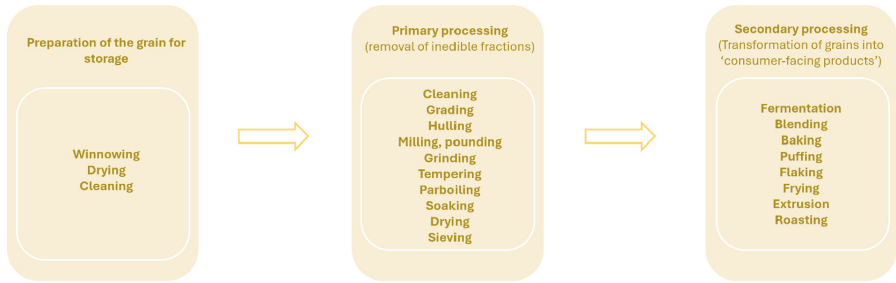 Preparation of the grain for
storage
Winnowing
Drying
Cleaning
Primary processing
(removal of inedible fractions)
Cleaning
Grading
Hulling
Milling, pounding
Grinding
Tempering
Parboiling
Soaking
Drying
Sieving
Secondary processing
(Transformation of grains into
‘consumer-facing products’)
Fermentation
Blending
Baking
Puffing
Flaking
Frying
Extrusion
Roasting